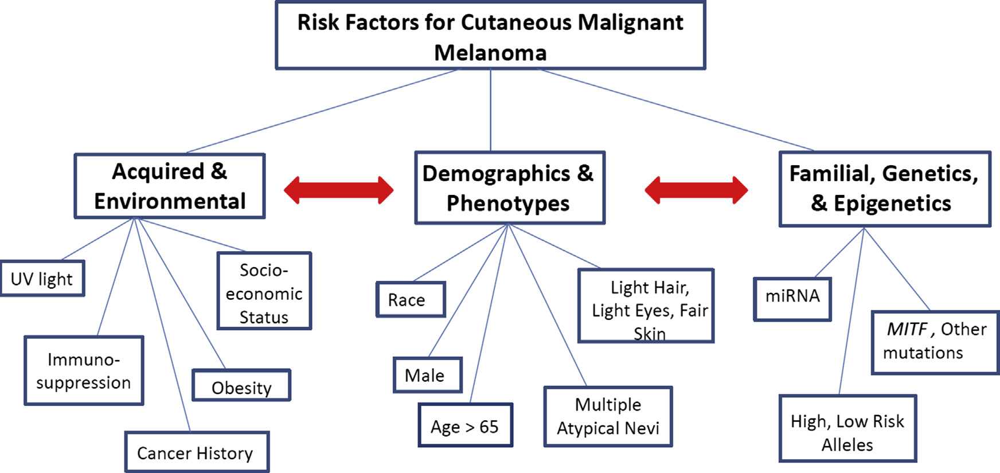 Risk Factors for Cutaneous Malignant
Melanoma
Acquired &
Environmental
Demographics &
Phenotypes
Familial, Genetics,
& Epigenetics
UV light
Immuno-
suppression
Cancer History
Obesity
Socio-
economic
Status
Race
Male
Age > 65
Multiple
Atypical Nevi
Light Hair,
Light Eyes, Fair
Skin
miRNA
High, Low Risk
Alleles
MITF , Other
mutations